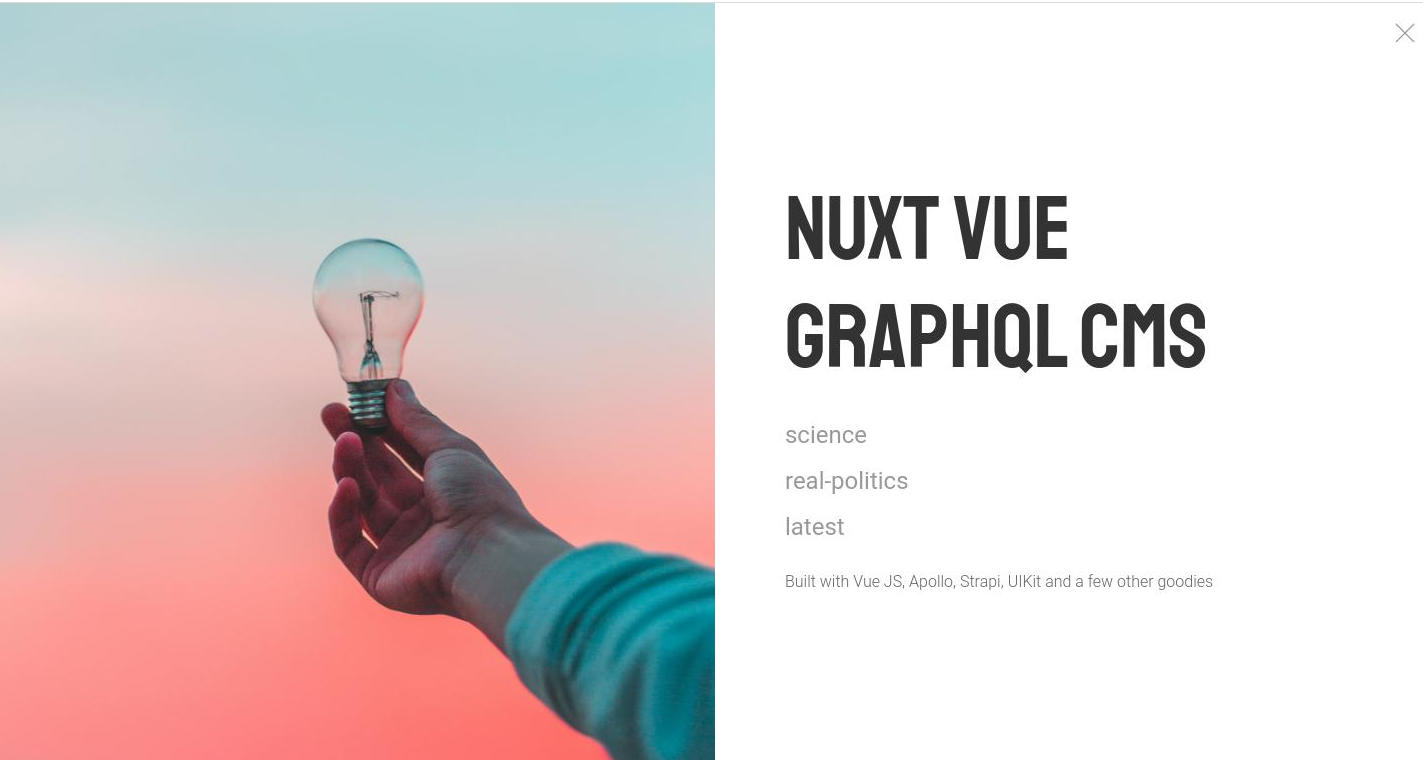 NUXT VUE
GRAPHQL CMS
science
real-politics
latest
Built with Vue JS, Apollo, Strapi, UIKit and a few other goodies